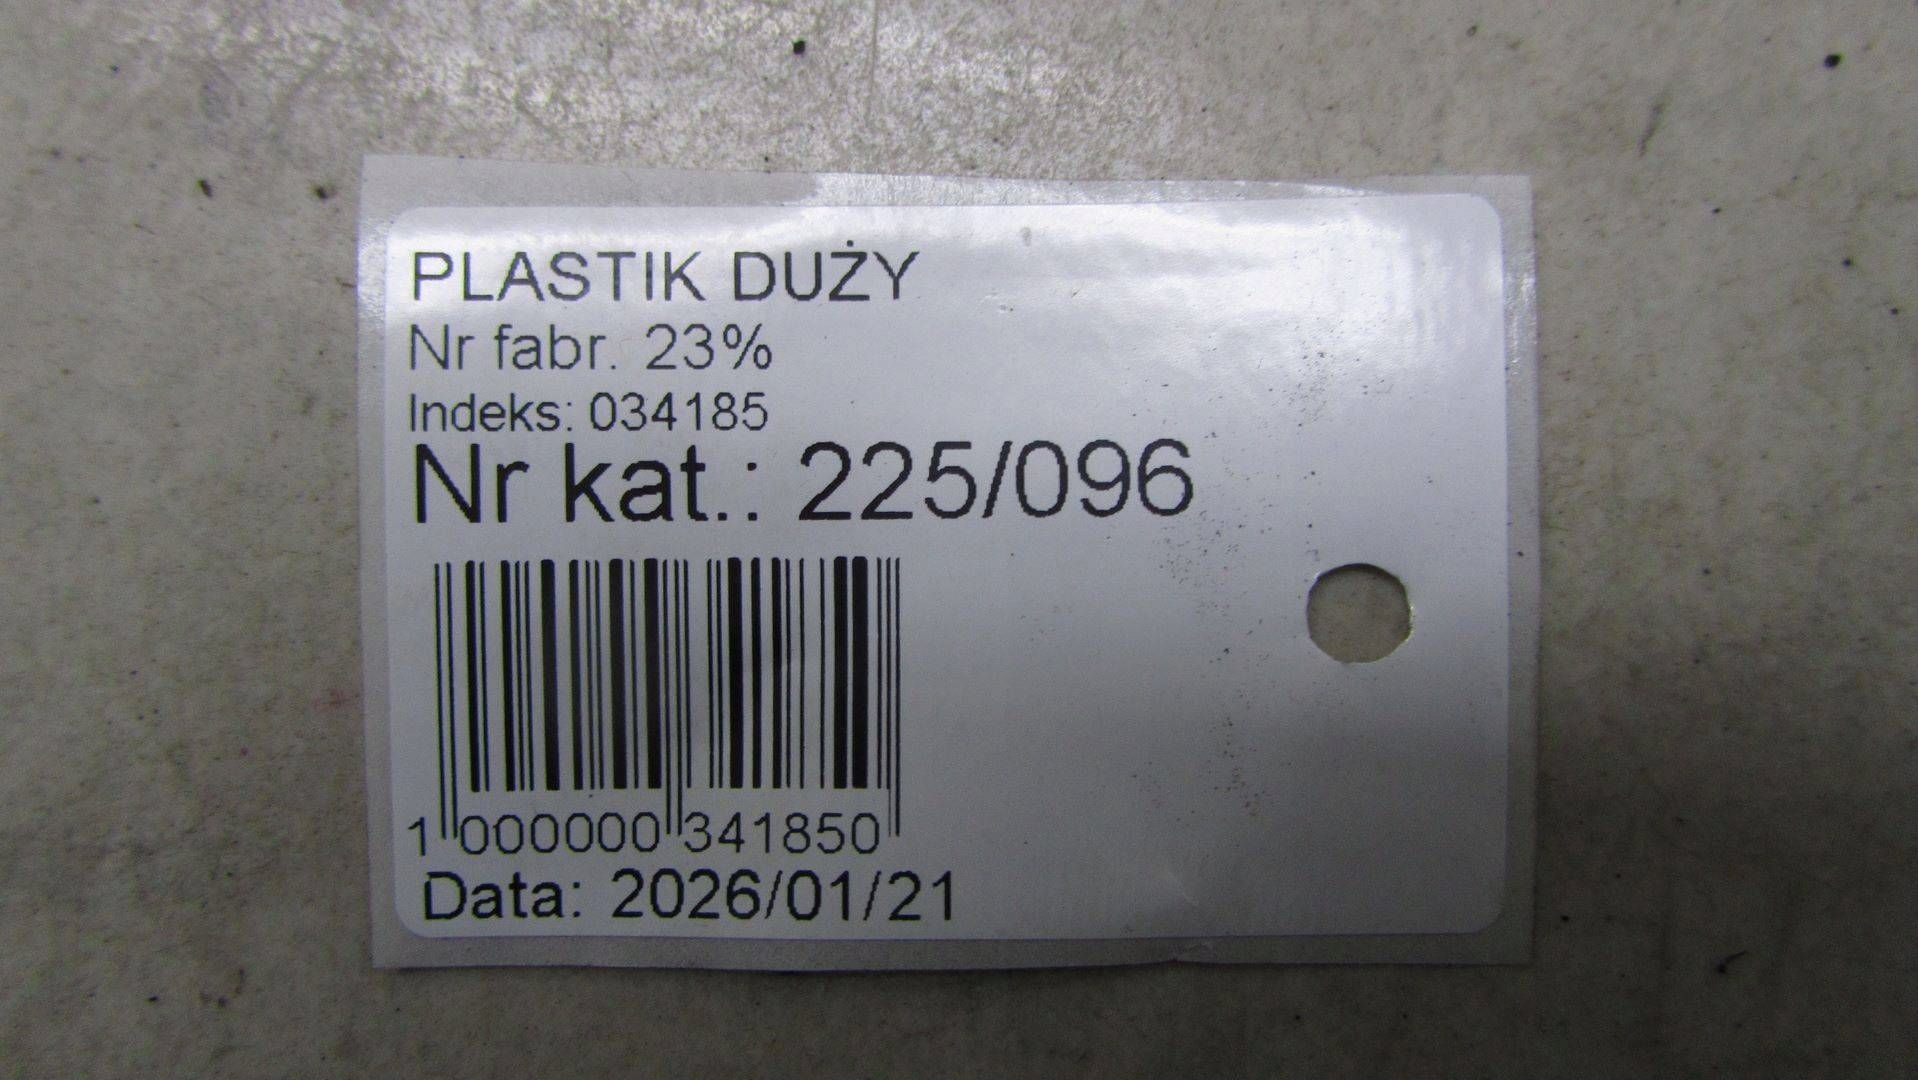 PLASTIK DUŻY
Nr fabr. 23%
Indeks: 034185
Nr kat.: 225/096
1 000000 341850
Data: 2026/01/21